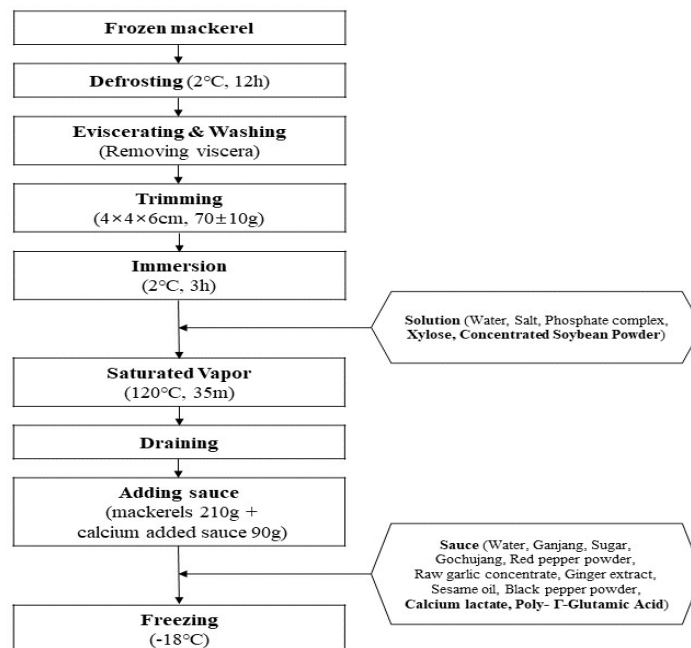 Frozen mackerel
Defrosting (2°C, 12h)
Eviscerating & Washing
(Removing viscera)
Trimming
(4×4×6cm, 70±10g)
Immersion
(2°C, 3h)
Solution (Water, Salt, Phosphate complex,
Xylose, Concentrated Soybean Powder)
Saturated Vapor
(120°C, 35m)
Draining
Adding sauce
(mackerels 210g +
calcium added sauce 90g)
Sauce (Water, Ganjang, Sugar,
Gochujang, Red pepper powder,
Raw garlic concentrate, Ginger extract,
Sesame oil, Black pepper powder,
Calcium lactate, Poly- Γ-Glutamic Acid)
Freezing
(-18°C)